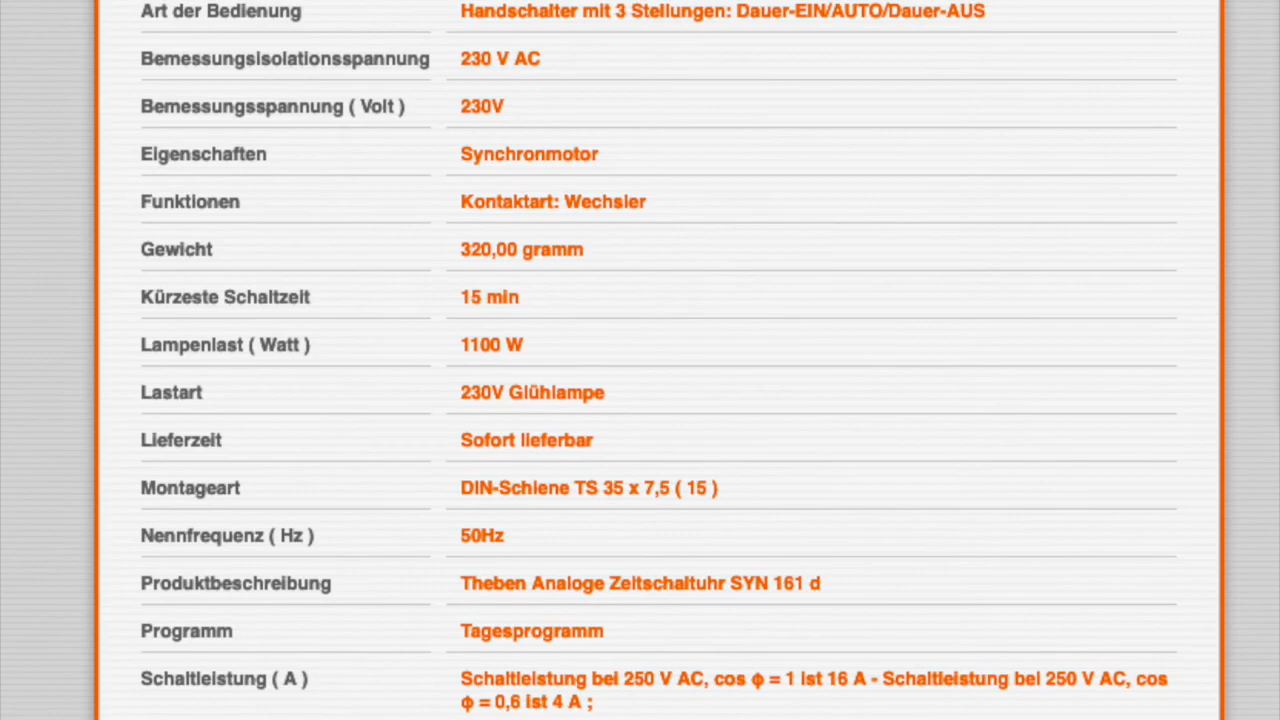 Art der Bedienung Handschalter mit 3 Stellungen: Dauer-EIN/AUTO/Dauer-AUS
Bemessungsisolationsspannung 230 V AC
Bemessungsspannung ( Volt ) 230V
Eigenschaften Synchronmotor
Funktionen Kontaktart: Wechsler
Gewicht 320,00 gramm
Kürzeste Schaltzeit 15 min
Lampenlast ( Watt ) 1100 W
Lastart 230V Glühlampe
Lieferzeit Sofort lieferbar
Montageart DIN-Schiene TS 35 x 7,5 ( 15 )
Nennfrequenz ( Hz ) 50Hz
Produktbeschreibung Theben Analoge Zeitschaltuhr SYN 161 d
Programm Tagesprogramm
Schaltleistung ( A ) Schaltleistung bei 250 V AC, cos ϕ = 1 ist 16 A - Schaltleistung bei 250 V AC, cos
ϕ = 0,6 ist 4 A ;